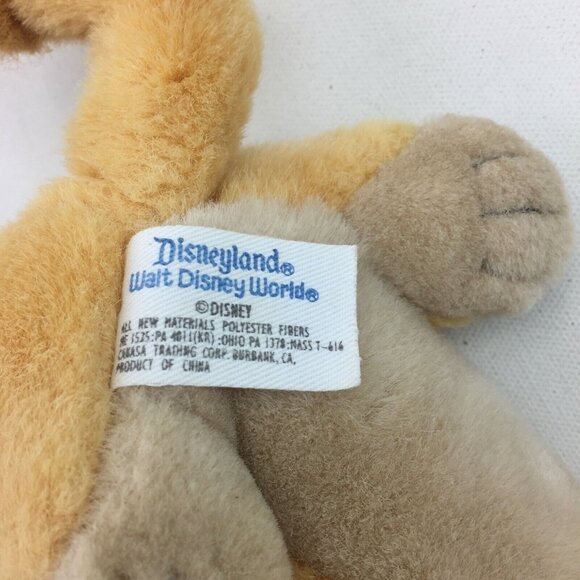 Disneyland®
Walt Disney World®
©DISNEY
ALL NEW MATERIALS POLYESTER FIBERS
ME 1525:PA 4011(KR):OHIO PA 1378:MASS T-616
CANASA TRADING CORP. BURBANK, CA.
PRODUCT OF CHINA